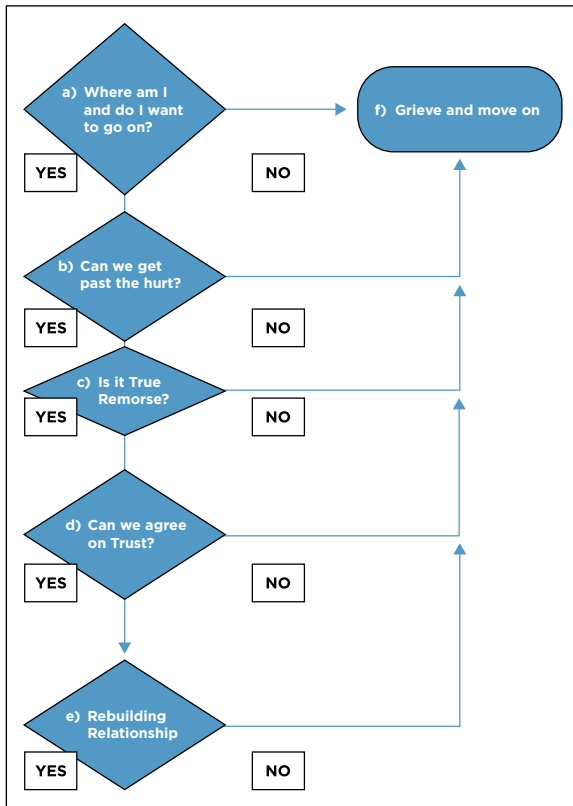 a) Where am I
and do I want
to go on?
f) Grieve and move on
YES
NO
b) Can we get
past the hurt?
YES
NO
c) Is it True
Remorse?
YES
NO
d) Can we agree
on Trust?
YES
NO
e) Rebuilding
Relationship
YES
NO